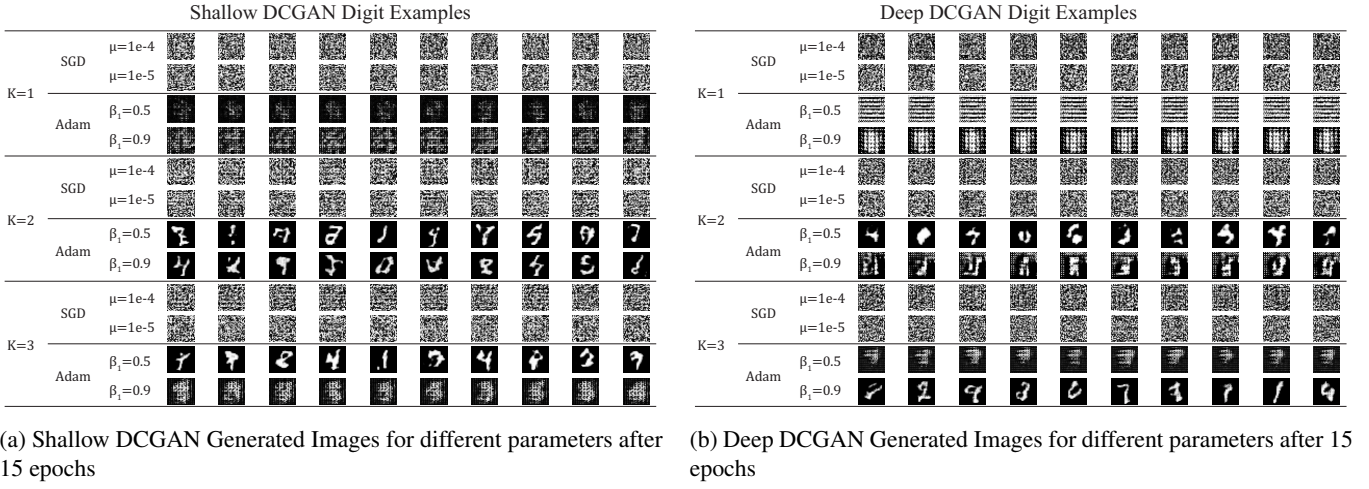 Shallow DCGAN Digit Examples
K=1
SGD
μ=1e-4
μ=1e-5
Adam
β₁=0.5
β₁=0.9
K=2
SGD
μ=1e-4
μ=1e-5
Adam
β₁=0.5
β₁=0.9
K=3
SGD
μ=1e-4
μ=1e-5
Adam
β₁=0.5
β₁=0.9
(a) Shallow DCGAN Generated Images for different parameters after
15 epochs
Deep DCGAN Digit Examples
K=1
SGD
μ=1e-4
μ=1e-5
Adam
β₁=0.5
β₁=0.9
K=2
SGD
μ=1e-4
μ=1e-5
Adam
β₁=0.5
β₁=0.9
K=3
SGD
μ=1e-4
μ=1e-5
Adam
β₁=0.5
β₁=0.9
(b) Deep DCGAN Generated Images for different parameters after 15
epochs